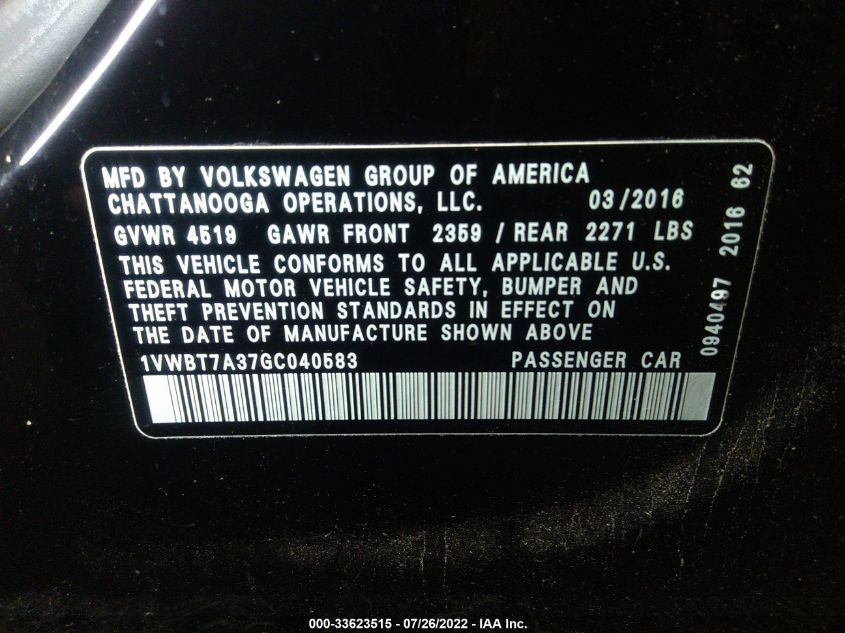 MFD BY VOLKSWAGEN GROUP OF AMERICA
CHATTANOOGA OPERATIONS, LLC. 03/2016
GVWR 4519 GAWR FRONT 2359 / REAR 2271 LBS
THIS VEHICLE CONFORMS TO ALL APPLICABLE U.S.
FEDERAL MOTOR VEHICLE SAFETY, BUMPER AND
THEFT PREVENTION STANDARDS IN EFFECT ON
THE DATE OF MANUFACTURE SHOWN ABOVE
1VWBT7A37GC040583 PASSENGER CAR
0940497 2016 62
000-33623515 - 07/26/2022 - IAA Inc.